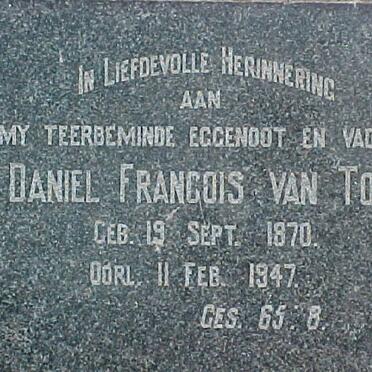 IN LIEFDEVOLLE HERINNERING
AAN
MY TEERBEMINDE EGGENOOT EN VAD
DANIEL FRANCOIS VAN TO
GEB. 19 SEPT. 1870.
OORL. 11 FEB. 1947.
GES. 65. 8.